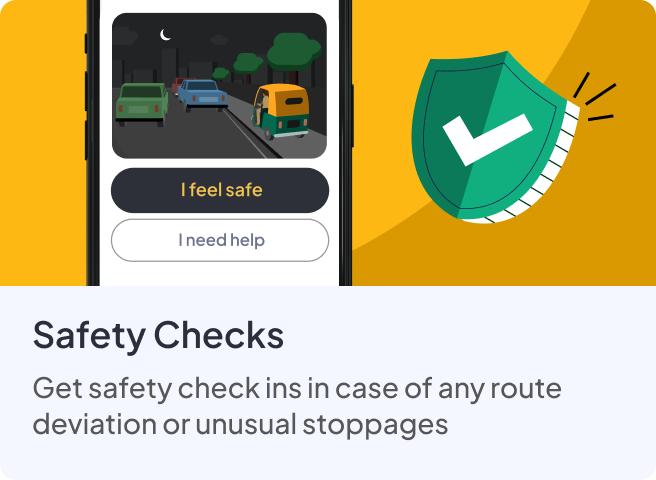 I feel safe
I need help
Safety Checks
Get safety check ins in case of any route
deviation or unusual stoppages